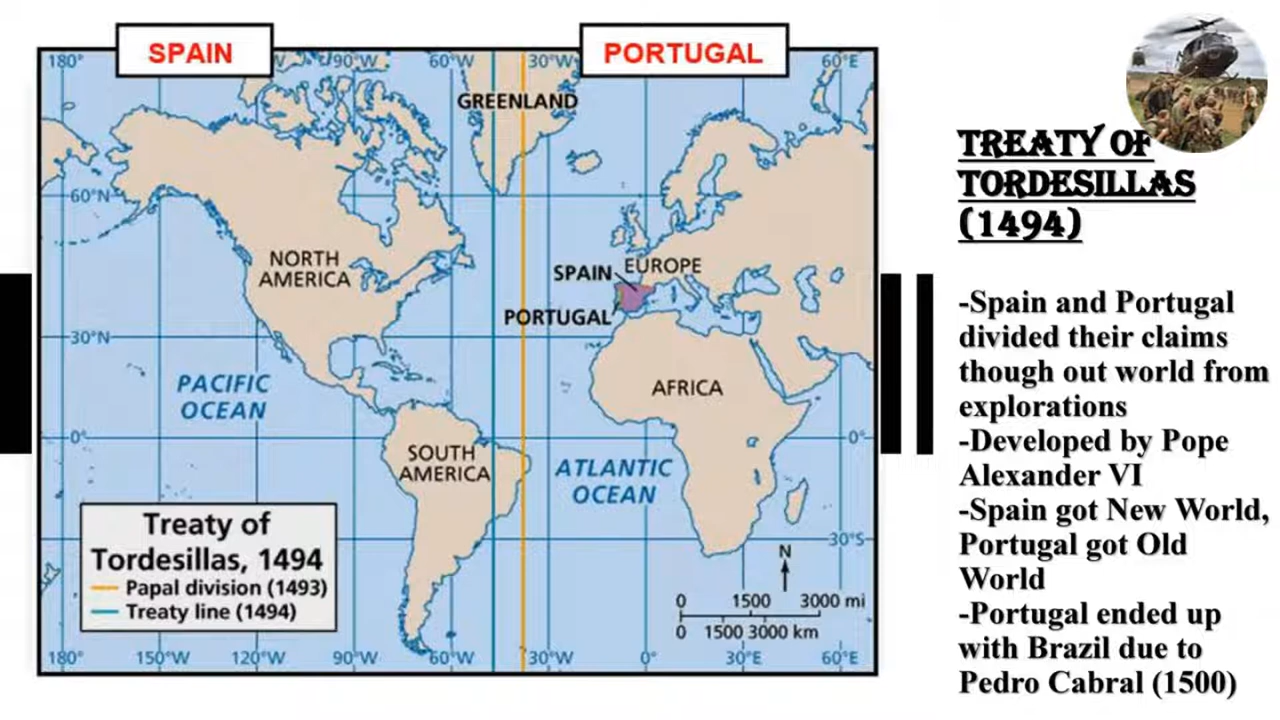 SPAIN
PORTUGAL
180°
W
90°W
60°W
30°W
60°E
GREENLAND
60°N
NORTH
AMERICA
SPAIN
EUROPE
PORTUGAL
30°N
PACIFIC
OCEAN
AFRICA
0°
0°
SOUTH
AMERICA
ATLANTIC
OCEAN
30°S
Treaty of
Tordesillas, 1494
Papal division (1493)
Treaty line (1494)
N
0 1500 3000 mi
0 1500 3000 km
180° 150°W 120°W 90°W 60°W 30°W 0° 30°E 60°E
TREATY OF
TORDESILLAS
(1494)
-Spain and Portugal
divided their claims
though out world from
explorations
-Developed by Pope
Alexander VI
-Spain got New World,
Portugal got Old
World
-Portugal ended up
with Brazil due to
Pedro Cabral (1500)